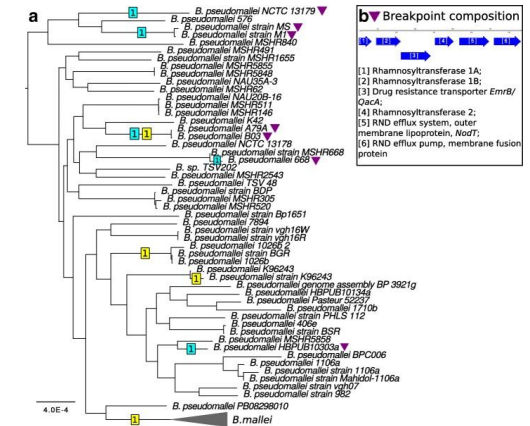 a
1 B. pseudomallei NCTC 13179
B. pseudomallei 576
1 B. pseudomallei strain MS
B. pseudomallei strain M1
B. pseudomallei MSHR840
B. pseudomallei MSHR491
B. pseudomallei strain MSHR1655
B. pseudomallei MSHR5855
B. pseudomallei MSHR5848
B. pseudomallei NAU35A-3
B. pseudomallei MSHR62
B. pseudomallei NAU20B-16
B. pseudomallei MSHR511
B. pseudomallei MSHR146
B. pseudomallei K42
B. pseudomallei A79A
1 1 B. pseudomallei B03
B. pseudomallei NCTC 13178
B. pseudomallei strain MSHR668
1 B. pseudomallei 668
B. sp. TSV202
B. pseudomallei MSHR2543
B. pseudomallei TSV 48
B. pseudomallei strain BDP
B. pseudomallei MSHR305
B. pseudomallei MSHR520
B. pseudomallei strain Bp1651
B. pseudomallei 7894
B. pseudomallei strain vgh16W
B. pseudomallei strain vgh16R
B. pseudomallei 1026b 2
1 B. pseudomallei strain BGR
B. pseudomallei 1026b
B. pseudomallei K96243
1 B. pseudomallei strain K96243
B. pseudomallei genome assembly BP 3921g
B. pseudomallei HBPUB10134a
B. pseudomallei Pasteur 52237
B. pseudomallei 1710b
B. pseudomallei strain PHLS 112
B. pseudomallei 406e
B. pseudomallei strain BSR
B. pseudomallei MSHR5858
1 B. pseudomallei HBPUB10303a
B. pseudomallei BPC006
B. pseudomallei 1106a
B. pseudomallei strain 1106a
B. pseudomallei strain Mahidol-1106a
B. pseudomallei strain vgh07
B. pseudomallei strain 982
B. pseudomallei PB08298010
1 B.mallei
4.0E-4
b Breakpoint composition
[1] [2] [4] [5] [6]
[3]
[1] Rhamnosyltransferase 1A;
[2] Rhamnosyltransferase 1B;
[3] Drug resistance transporter EmrB/
QacA;
[4] Rhamnosyltransferase 2;
[5] RND efflux system, outer
membrane lipoprotein, NodT;
[6] RND efflux pump, membrane fusion
protein